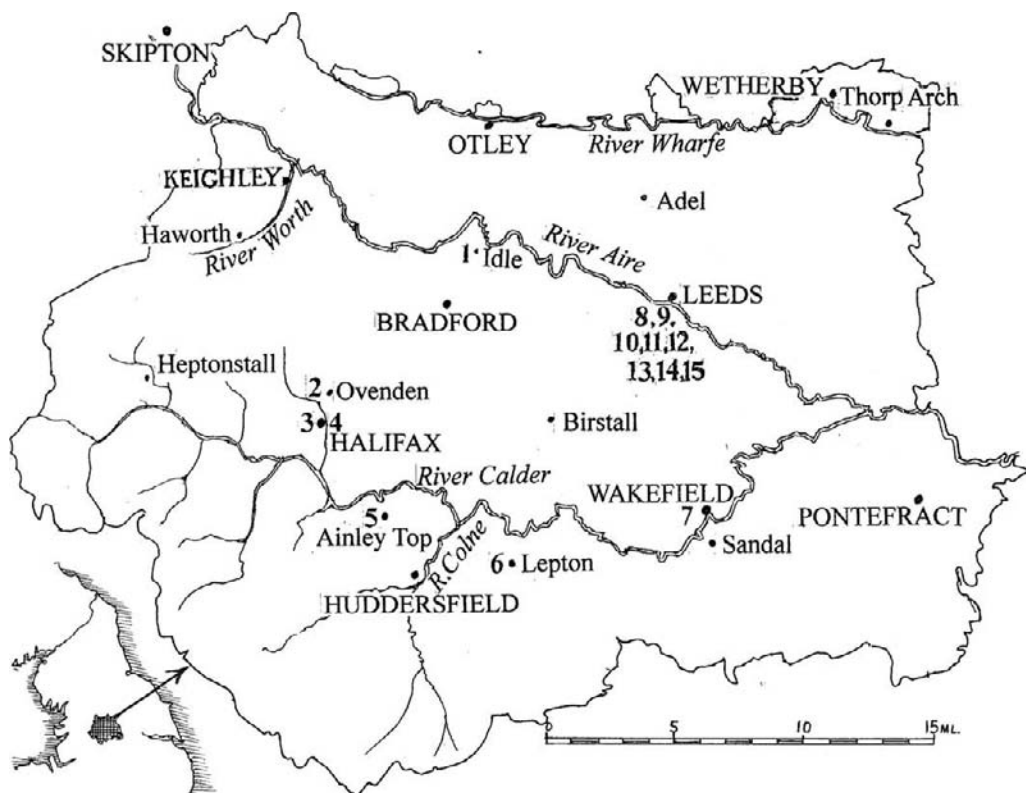 SKIPTON
WETHERBY
Thorp Arch
OTLEY
River Wharfe
KEIGHLEY
Adel
Haworth
River Worth
1 Idle
River Aire
LEEDS
BRADFORD
8, 9,
10, 11, 12,
13, 14, 15
Heptonstall
2 Ovenden
3 4
HALIFAX
Birstall
River Calder
WAKEFIELD
7
PONTEFRACT
5
Ainley Top
Sandal
R. Colne
6 Lepton
HUDDERSFIELD
5 10 15 ML.